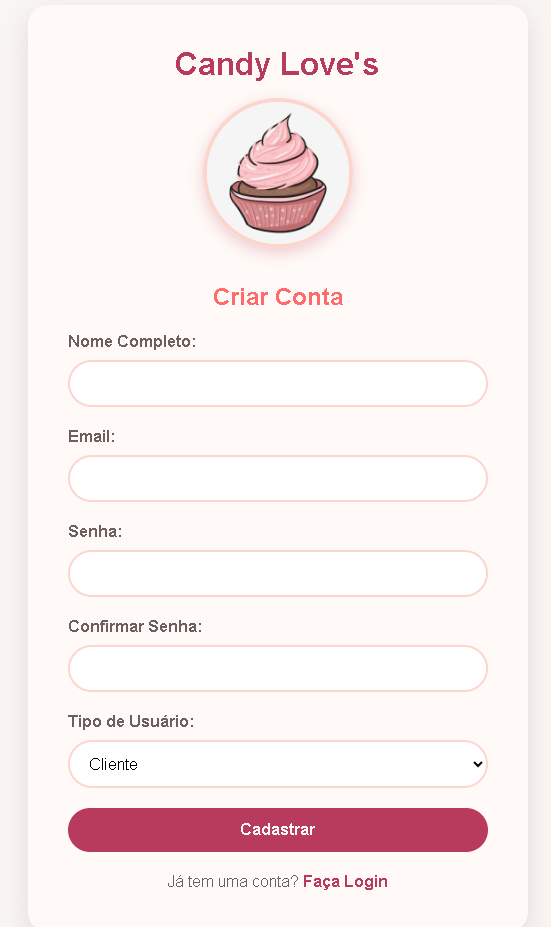 Candy Love's
Criar Conta
Nome Completo:
Email:
Senha:
Confirmar Senha:
Tipo de Usuário:
Cliente
Cadastrar
Já tem uma conta? Faça Login